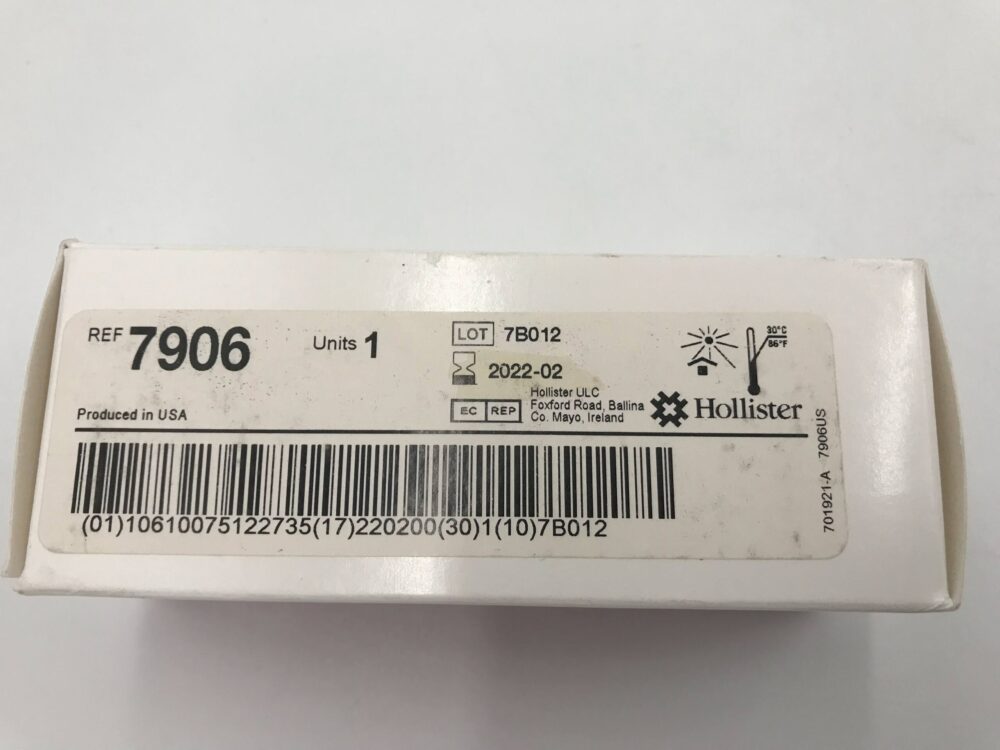 REF 7906
Units 1
LOT 7B012
2022-02
EC REP
Hollister ULC
Foxford Road, Ballina
Co. Mayo, Ireland
30°C
86°F
Hollister
Produced in USA
(01)10610075122735(17)220200(30)1(10)7B012
701921-A 7906US